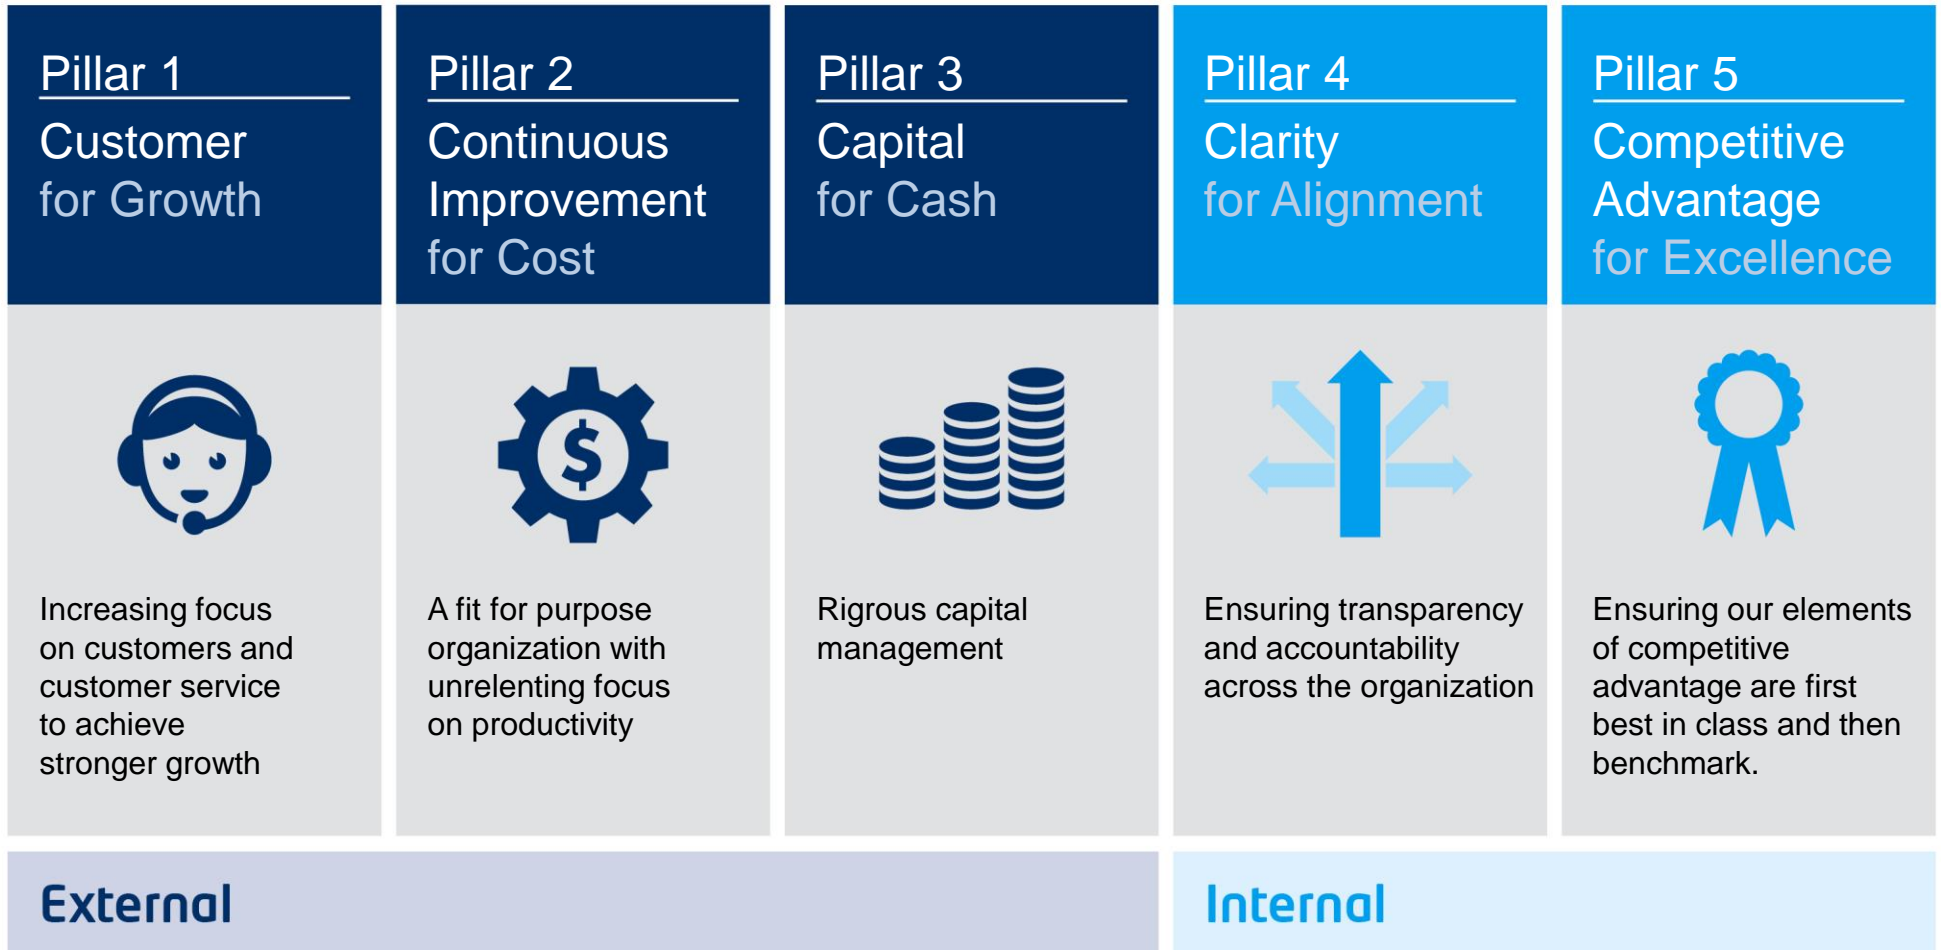 Pillar 1
Customer
for Growth
Increasing focus
on customers and
customer service
to achieve
stronger growth
Pillar 2
Continuous
Improvement
for Cost
$
A fit for purpose
organization with
unrelenting focus
on productivity
Pillar 3
Capital
for Cash
Rigrous capital
management
Pillar 4
Clarity
for Alignment
Ensuring transparency
and accountability
across the organization
Pillar 5
Competitive
Advantage
for Excellence
Ensuring our elements
of competitive
advantage are first
best in class and then
benchmark.
External
Internal